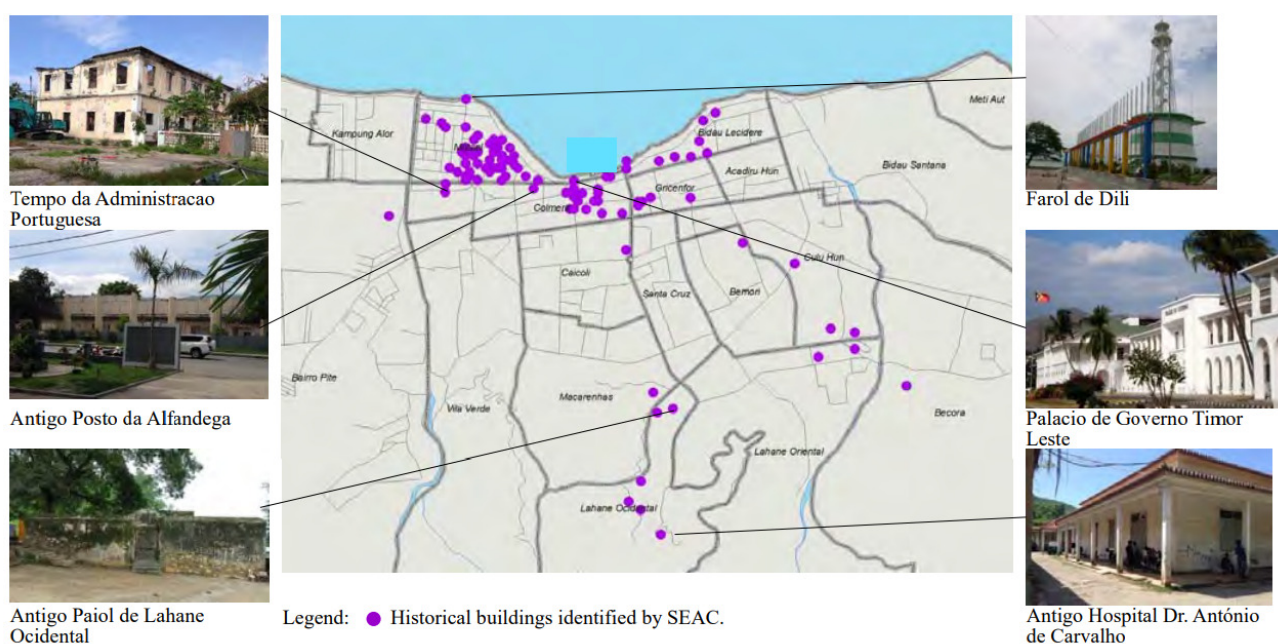 Tempo da Administracao
Portuguesa
Antigo Posto da Alfandega
Antigo Paiol de Lahane
Ocidental
Kampung Alor
Colmera
Bidau Lecidere
Meti Aut
Acadiru Hun
Bidau Santana
Gricenfor
Caicoli
Santa Cruz
Bemori
Culu Hun
Bairro Pite
Vila Verde
Macarenhas
Becora
Lahane Oriental
Lahane Ocidental
Legend: Historical buildings identified by SEAC.
Farol de Dili
Palacio de Governo Timor
Leste
Antigo Hospital Dr. António
de Carvalho